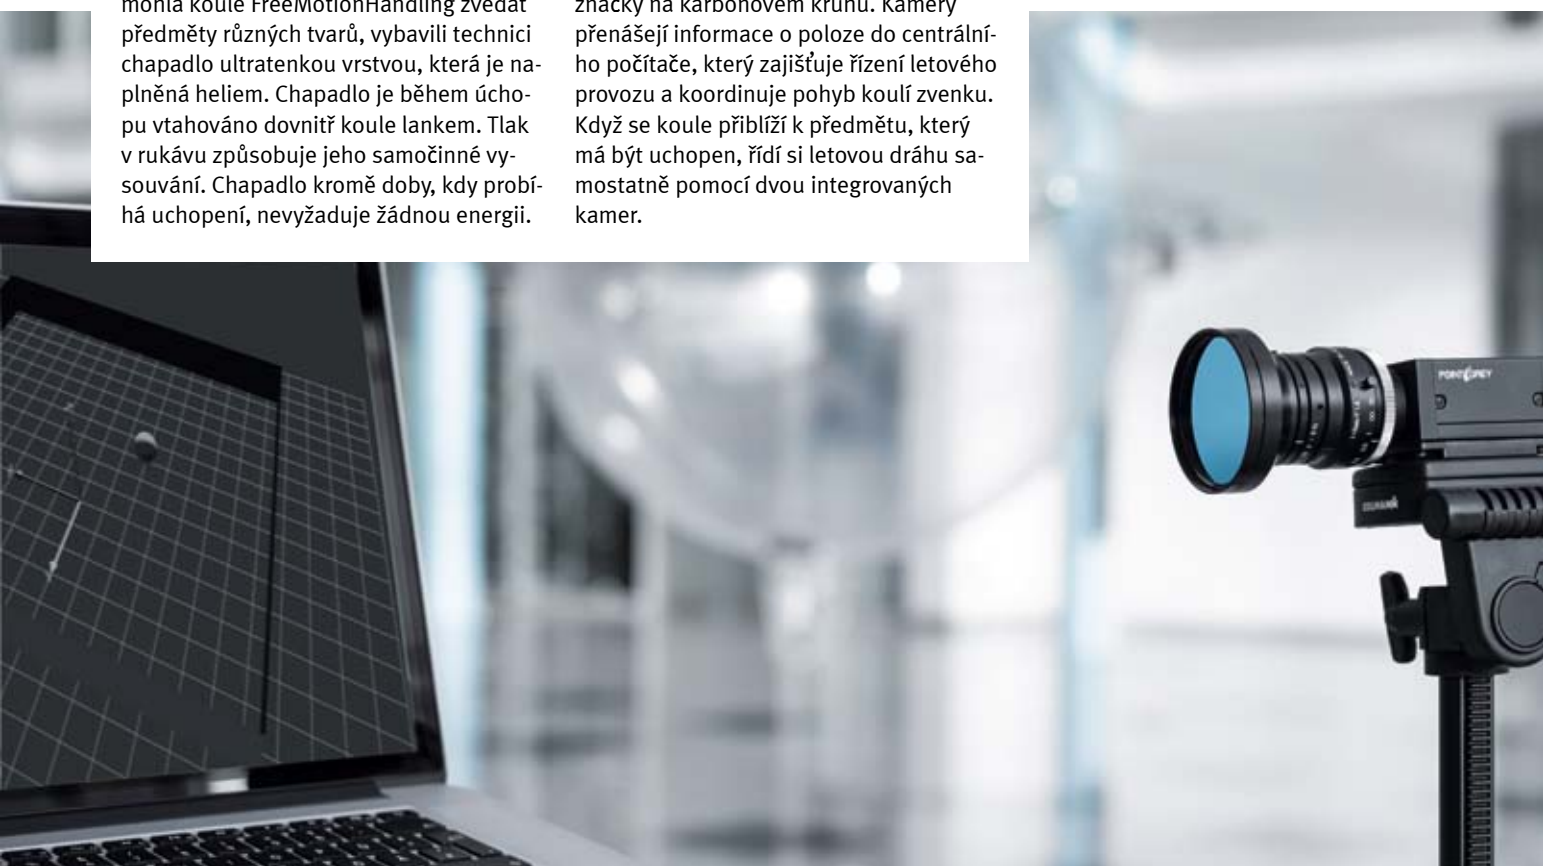 mohla koule FreeMotionHandling zvedat
předměty různých tvarů, vybavili technici
chapadlo ultratenkou vrstvou, která je na-
plněná heliem. Chapadlo je během úcho-
pu vtahováno dovnitř koule lankem. Tlak
v rukávu způsobuje jeho samočinné vy-
souvání. Chapadlo kromě doby, kdy probí-
há uchopení, nevyžaduje žádnou energii.
značky na karbonovém kruhu. Kamery
přenášejí informace o poloze do centrální-
ho počítače, který zajišťuje řízení letového
provozu a koordinuje pohyb koulí zvenku.
Když se koule přiblíží k předmětu, který
má být uchopen, řídí si letovou dráhu sa-
mostatně pomocí dvou integrovaných
kamer.
POINT GREY